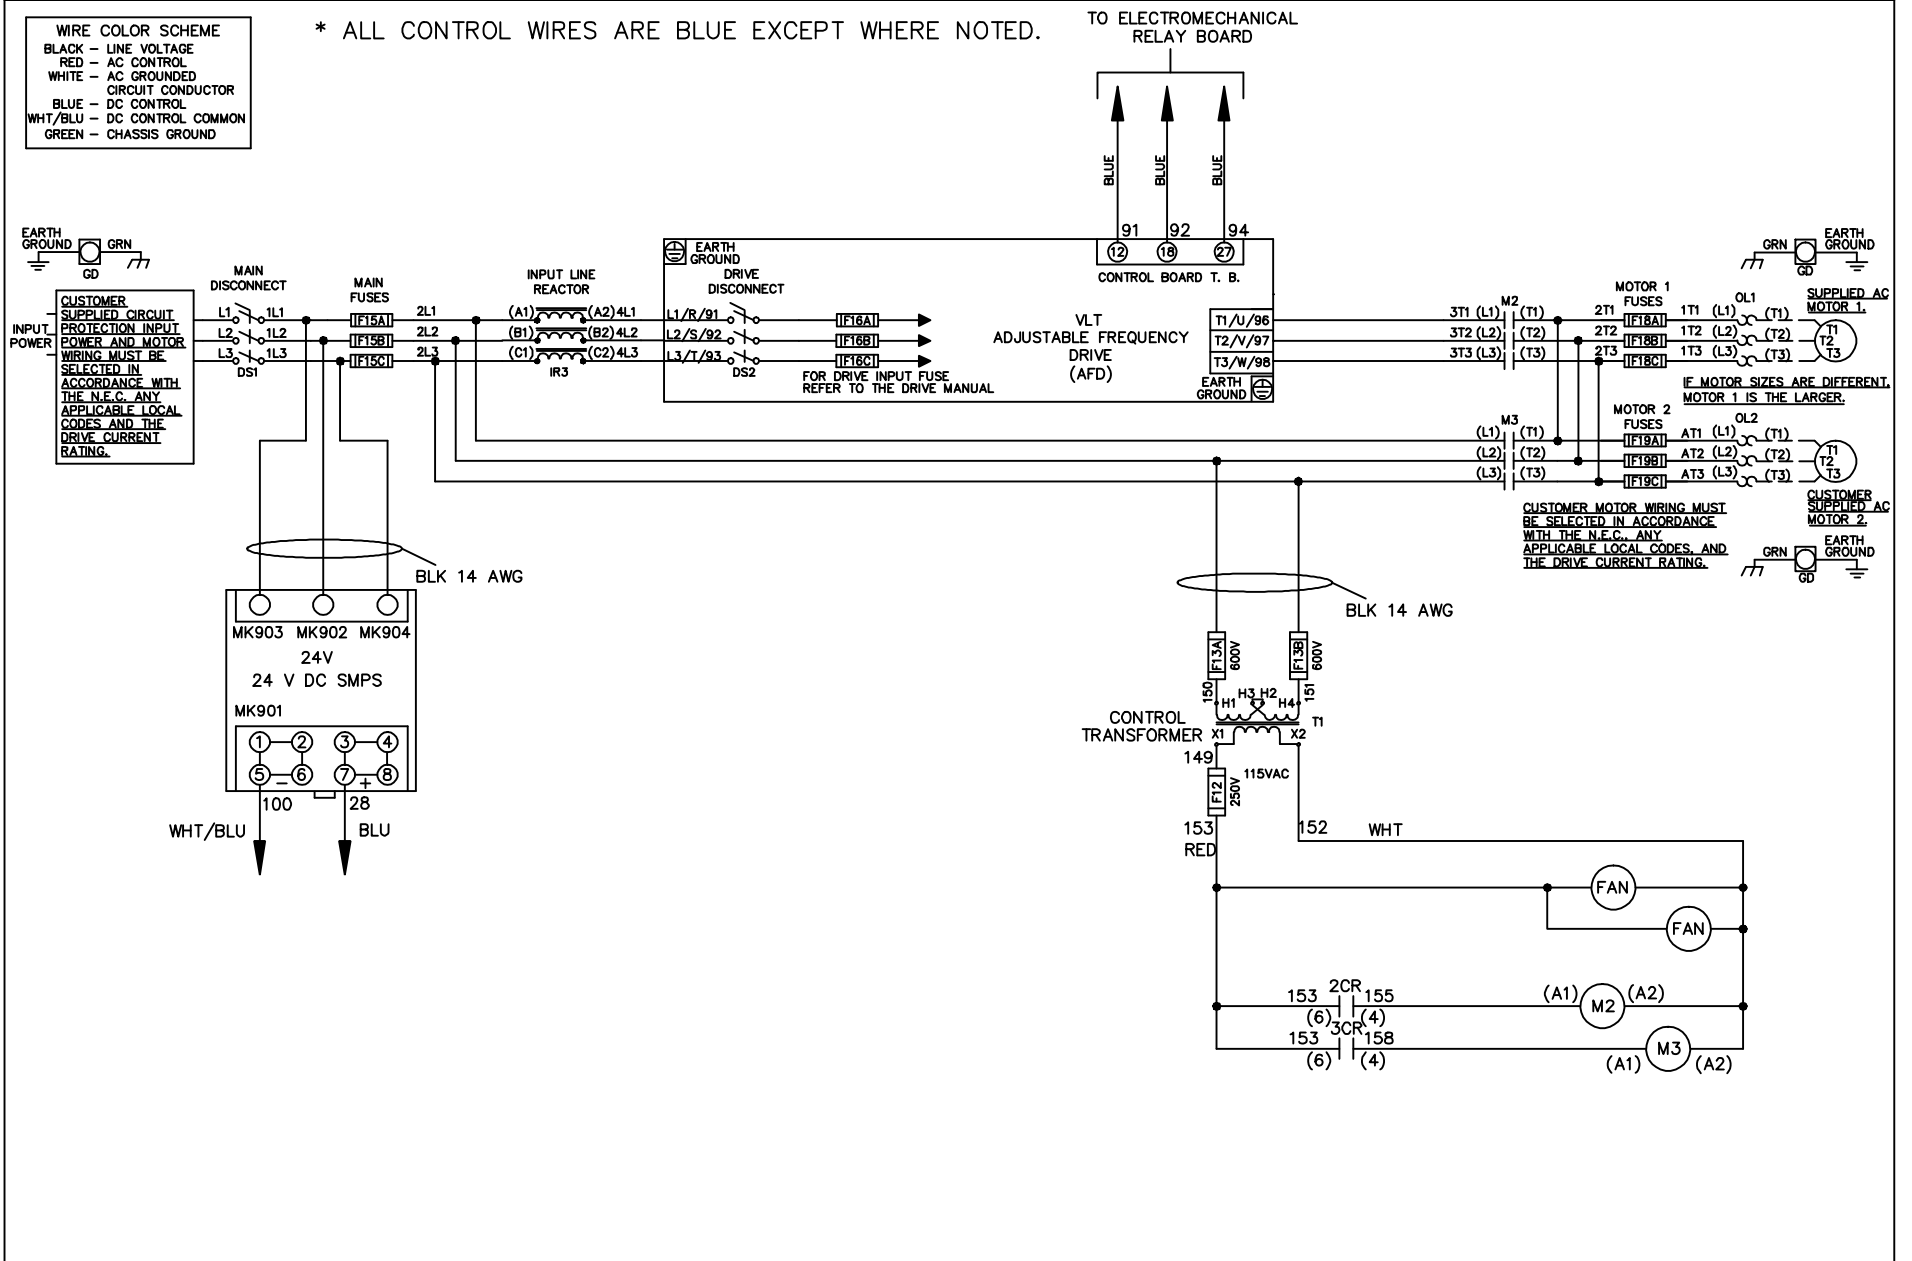 WIRE COLOR SCHEME
BLACK – LINE VOLTAGE
RED – AC CONTROL
WHITE – AC GROUNDED
CIRCUIT CONDUCTOR
BLUE – DC CONTROL
WHT/BLU – DC CONTROL COMMON
GREEN – CHASSIS GROUND
* ALL CONTROL WIRES ARE BLUE EXCEPT WHERE NOTED.
TO ELECTROMECHANICAL
RELAY BOARD
BLUE
BLUE
BLUE
91 92 94
12 18 27
CONTROL BOARD T. B.
EARTH
GROUND
GRN
GD
INPUT
POWER
CUSTOMER
SUPPLIED CIRCUIT
PROTECTION INPUT
POWER AND MOTOR
WIRING MUST BE
SELECTED IN
ACCORDANCE WITH
THE N.E.C. ANY
APPLICABLE LOCAL
CODES AND THE
DRIVE CURRENT
RATING.
MAIN
DISCONNECT
L1 1L1
L2 1L2
L3 1L3
DS1
MAIN
FUSES
F15A
F15B
F15C
2L1
2L2
2L3
INPUT LINE
REACTOR
(A1) (A2) 4L1
(B1) (B2) 4L2
(C1) (C2) 4L3
IR3
EARTH
GROUND
DRIVE
DISCONNECT
L1/R/91
L2/S/92
L3/T/93
DS2
F16A
F16B
F16C
FOR DRIVE INPUT FUSE
REFER TO THE DRIVE MANUAL
VLT
ADJUSTABLE FREQUENCY
DRIVE
(AFD)
T1/U/96
T2/V/97
T3/W/98
EARTH
GROUND
M2
3T1 (L1) (T1)
3T2 (L2) (T2)
3T3 (L3) (T3)
2T1
2T2
2T3
MOTOR 1
FUSES
F18A
F18B
F18C
OL1
1T1 (L1) (T1)
1T2 (L2) (T2)
1T3 (L3) (T3)
GRN
GD
EARTH
GROUND
SUPPLIED AC
MOTOR 1.
T1
T2
T3
IF MOTOR SIZES ARE DIFFERENT,
MOTOR 1 IS THE LARGER.
M3
(L1) (T1)
(L2) (T2)
(L3) (T3)
MOTOR 2
FUSES
F19A
F19B
F19C
OL2
AT1 (L1) (T1)
AT2 (L2) (T2)
AT3 (L3) (T3)
T1
T2
T3
CUSTOMER
SUPPLIED AC
MOTOR 2.
CUSTOMER MOTOR WIRING MUST
BE SELECTED IN ACCORDANCE
WITH THE N.E.C., ANY
APPLICABLE LOCAL CODES, AND
THE DRIVE CURRENT RATING.
GRN
GD
EARTH
GROUND
BLK 14 AWG
MK903 MK902 MK904
24V
24 V DC SMPS
MK901
1 2 3 4
5 – 6 7 + 8
100 28
WHT/BLU BLU
BLK 14 AWG
F13A
600V
F13B
600V
150 151
H1 H3 H2 H4
T1
CONTROL
TRANSFORMER
X1 X2
149
115VAC
F12
250V
153
RED
152 WHT
FAN
FAN
2CR
153 155
(6) (4)
(A1) M2 (A2)
3CR
153 158
(6) (4)
(A1) M3 (A2)